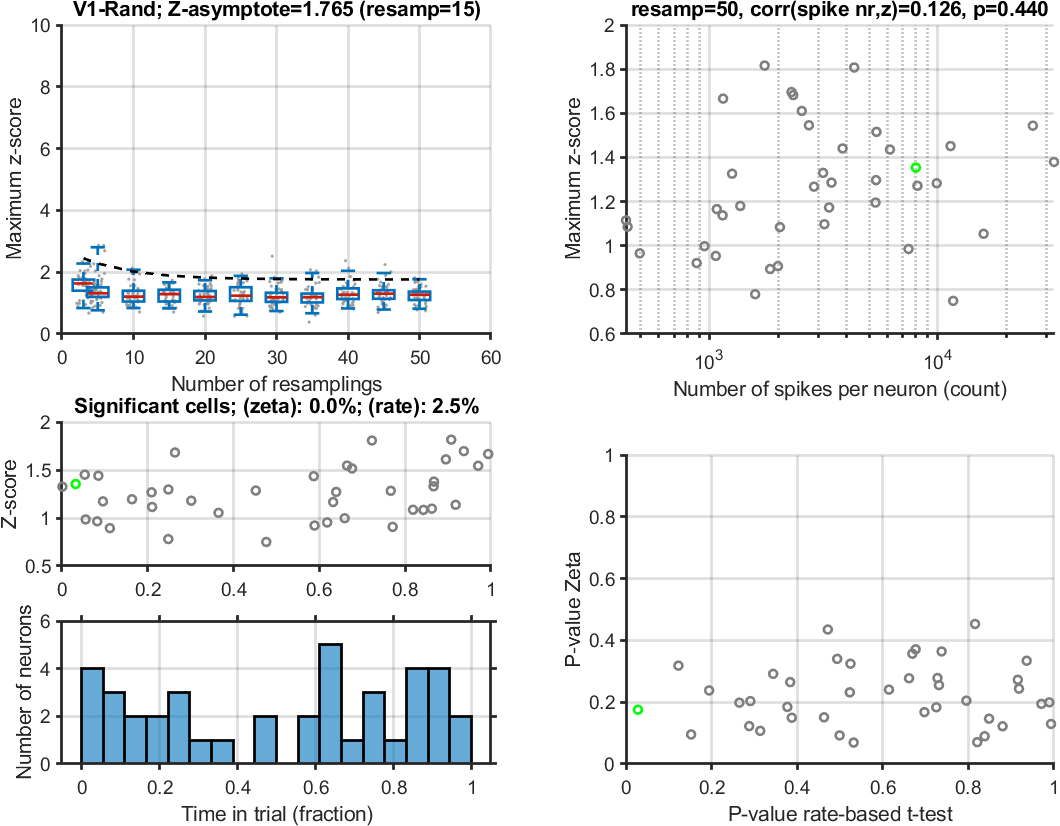 V1-Rand; Z-asymptote=1.765 (resamp=15)
10
8
6
4
2
0
Maximum z-score
0 10 20 30 40 50 60
Number of resamplings
resamp=50, corr(spike nr,z)=0.126, p=0.440
2
1.8
1.6
1.4
1.2
1
0.8
0.6
Maximum z-score
10³ 10⁴
Number of spikes per neuron (count)
Significant cells; (zeta): 0.0%; (rate): 2.5%
2
1.5
1
0.5
Z-score
0 0.2 0.4 0.6 0.8 1
6
4
2
0
Number of neurons
0 0.2 0.4 0.6 0.8 1
Time in trial (fraction)
1
0.8
0.6
0.4
0.2
0
P-value Zeta
0 0.2 0.4 0.6 0.8 1
P-value rate-based t-test